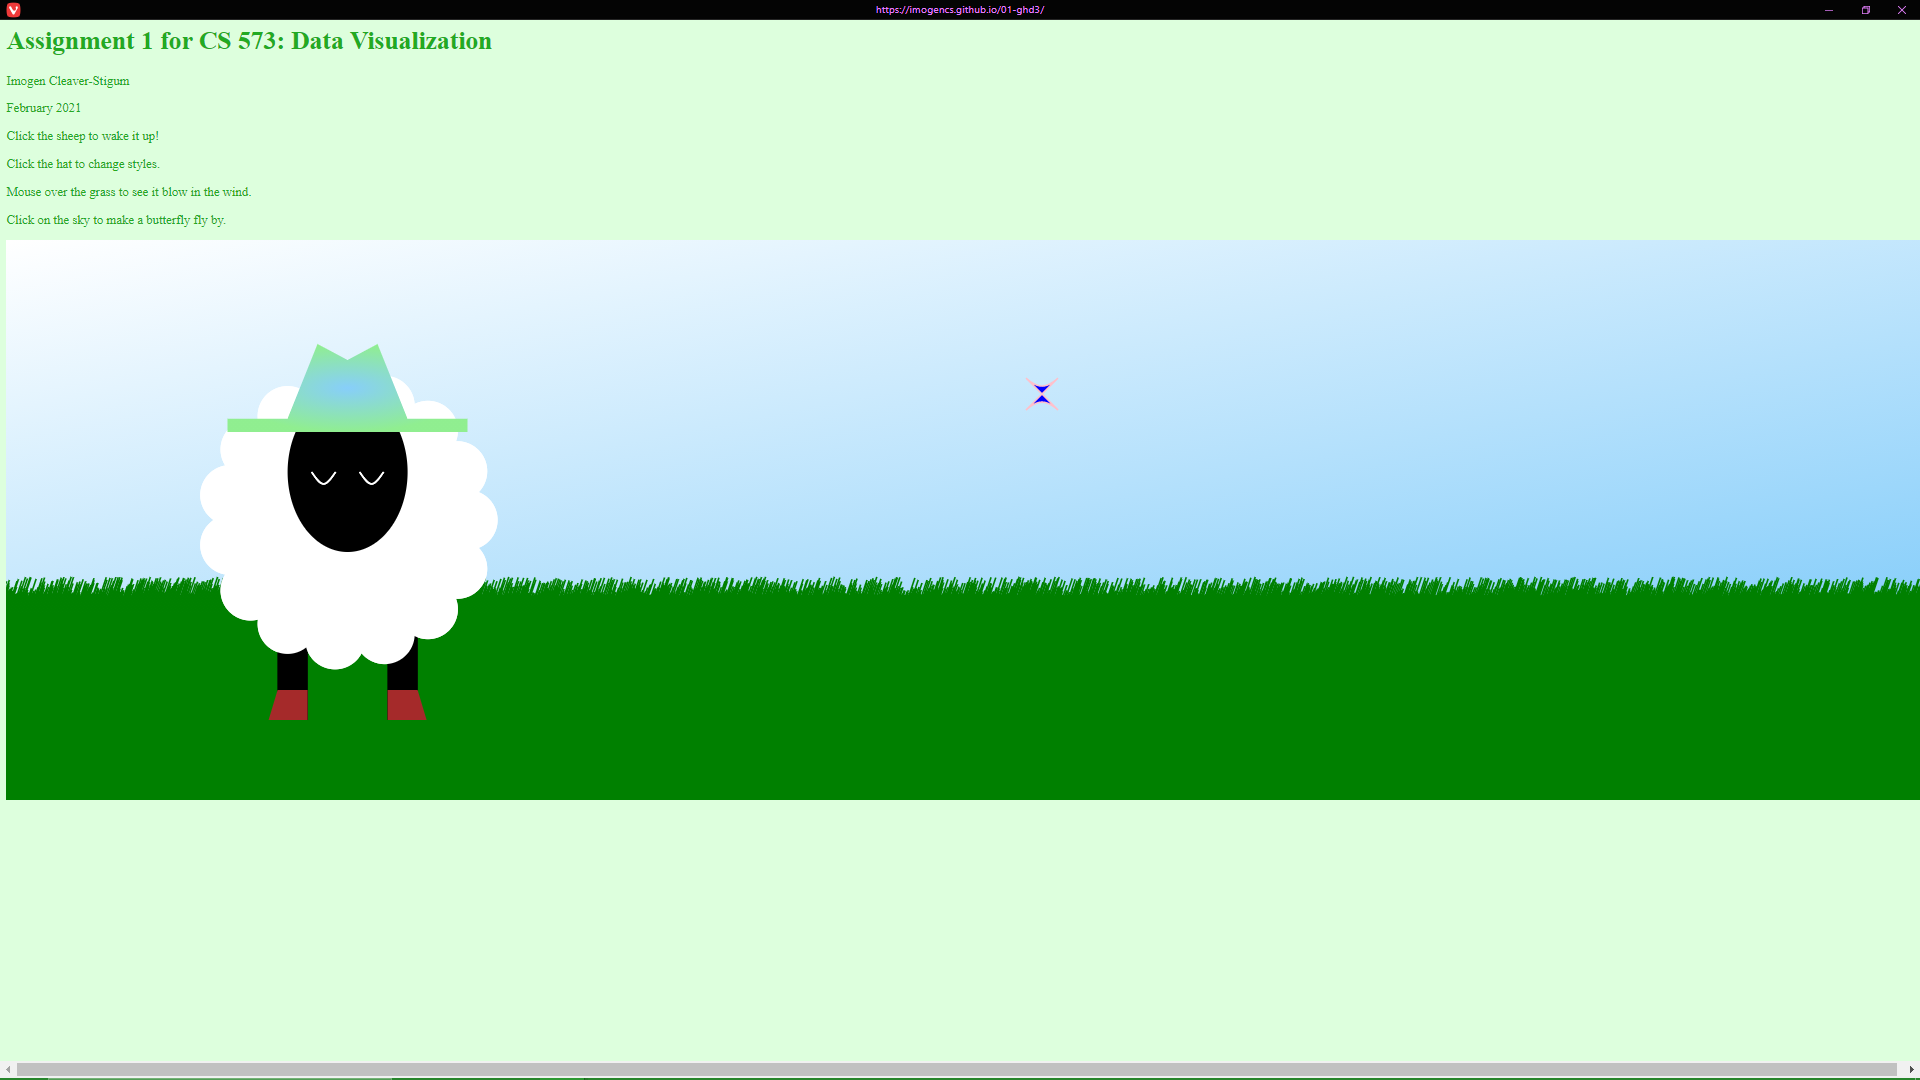 https://imogencs.github.io/01-ghd3/
Assignment 1 for CS 573: Data Visualization
Imogen Cleaver-Stigum
February 2021
Click the sheep to wake it up!
Click the hat to change styles.
Mouse over the grass to see it blow in the wind.
Click on the sky to make a butterfly fly by.